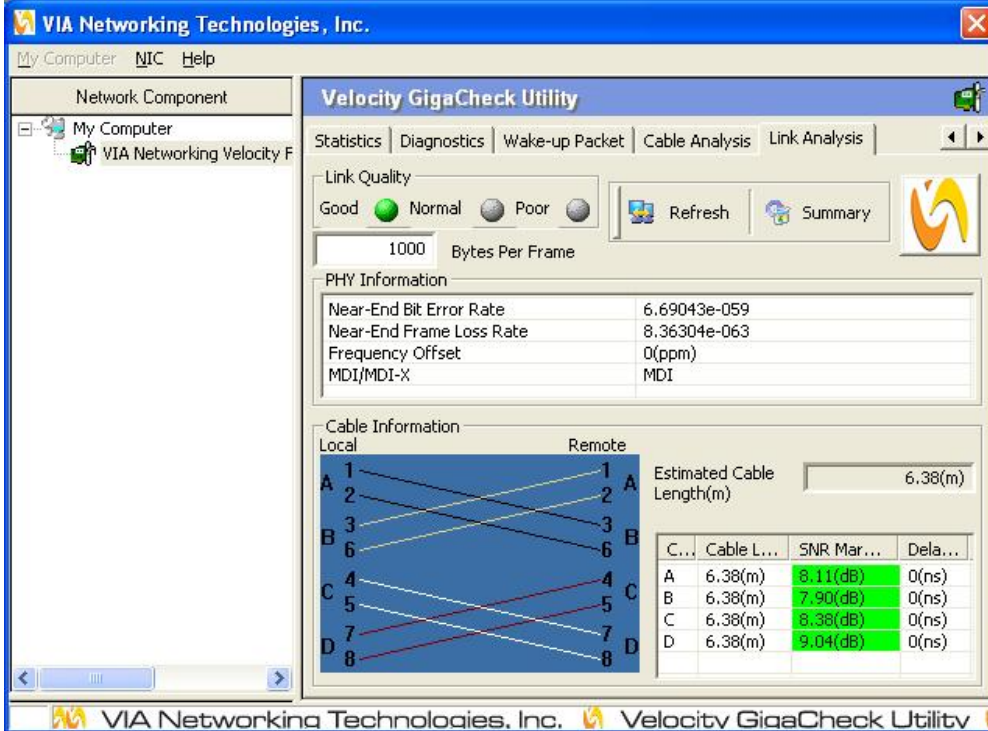 VIA Networking Technologies, Inc.
My Computer NIC Help
Network Component
My Computer
VIA Networking Velocity F
Velocity GigaCheck Utility
Statistics Diagnostics Wake-up Packet Cable Analysis Link Analysis
Link Quality
Good Normal Poor
Refresh Summary
1000 Bytes Per Frame
PHY Information
Near-End Bit Error Rate 6.69043e-059
Near-End Frame Loss Rate 8.36304e-063
Frequency Offset 0(ppm)
MDI/MDI-X MDI
Cable Information
Local Remote
A 1 1 A
2 2
B 3 3 B
6 6
C 4 4 C
5 5
D 7 7 D
8 8
Estimated Cable
Length(m) 6.38(m)
C... Cable L... SNR Mar... Dela...
A 6.38(m) 8.11(dB) 0(ns)
B 6.38(m) 7.90(dB) 0(ns)
C 6.38(m) 8.38(dB) 0(ns)
D 6.38(m) 9.04(dB) 0(ns)
VIA Networking Technologies, Inc. Velocity GigaCheck Utility